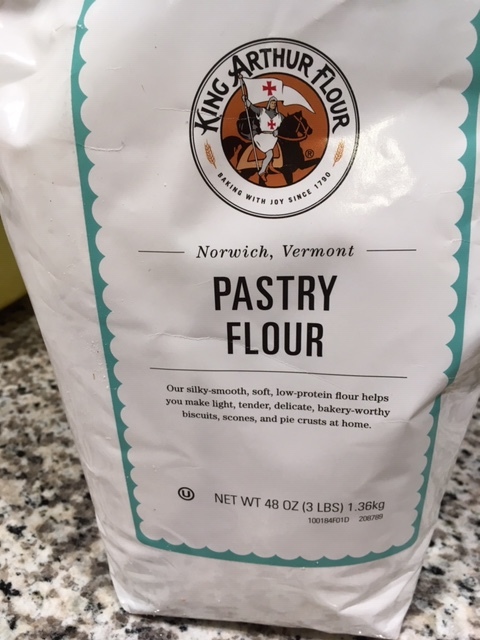 KING ARTHUR FLOUR
®
BAKING WITH JOY SINCE 1790
Norwich, Vermont
PASTRY
FLOUR
Our silky-smooth, soft, low-protein flour helps
you make light, tender, delicate, bakery-worthy
biscuits, scones, and pie crusts at home.
U NET WT 48 OZ (3 LBS) 1.36kg
100184F01D 208789